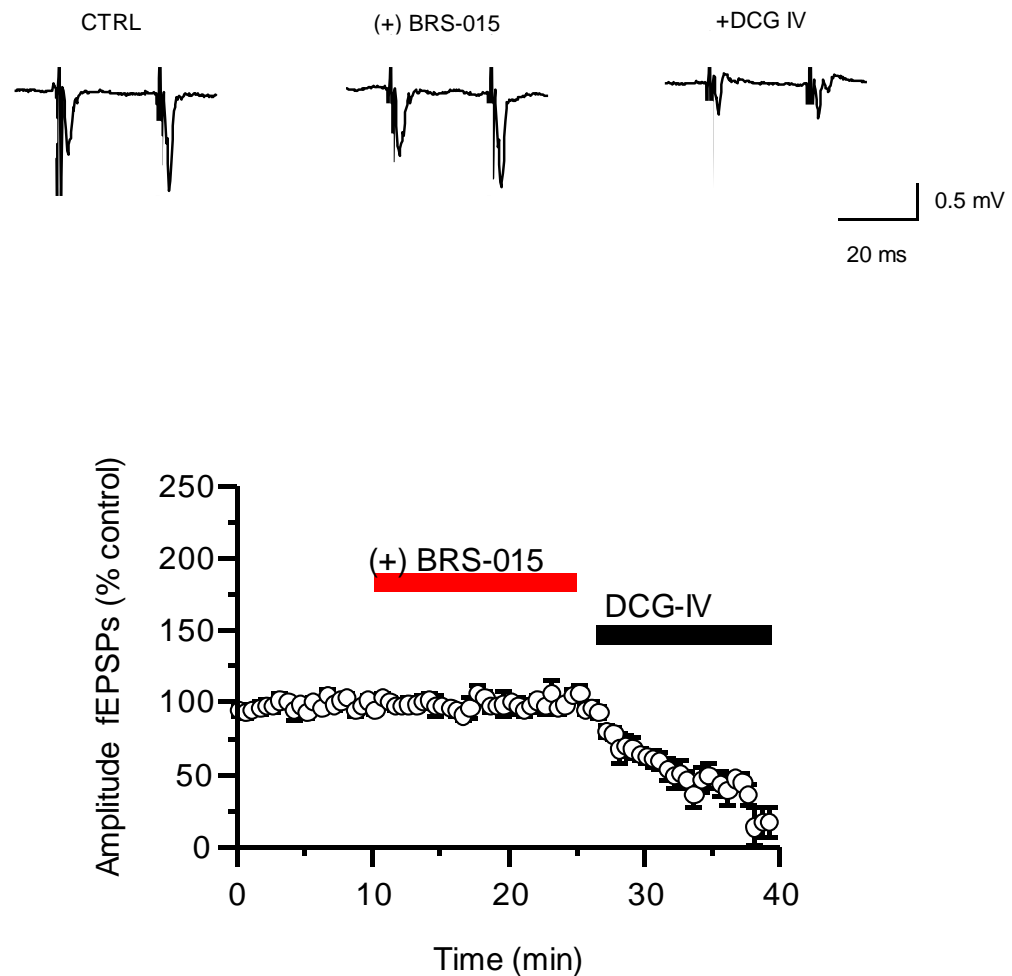 CTRL
(+) BRS-015
+DCG IV
0.5 mV
20 ms
Amplitude fEPSPs (% control)
250
200
150
100
50
0
(+) BRS-015
DCG-IV
0
10
20
30
40
Time (min)